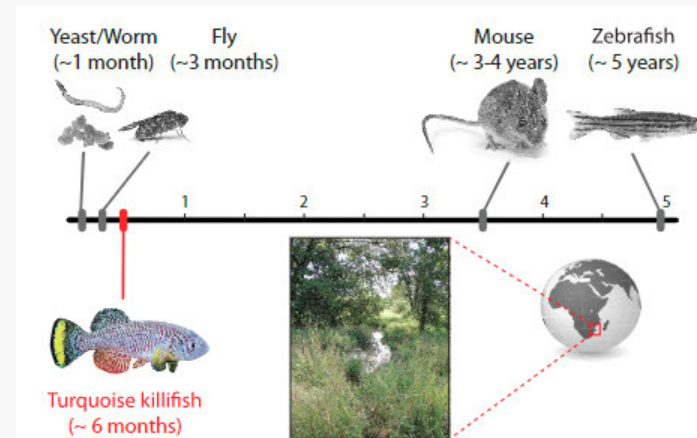 Yeast/Worm
(~1 month)
Fly
(~3 months)
Mouse
(~ 3-4 years)
Zebrafish
(~ 5 years)
1
2
3
4
5
Turquoise killifish
(~ 6 months)